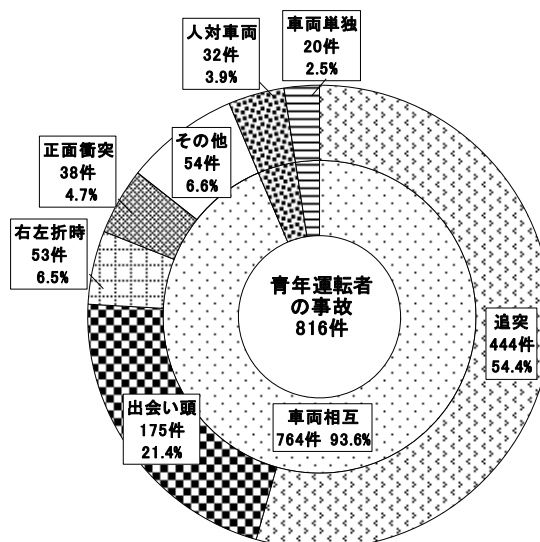 人対車両
32件
3.9%
車両単独
20件
2.5%
その他
54件
6.6%
正面衝突
38件
4.7%
右左折時
53件
6.5%
青年運転者
の事故
816件
追突
444件
54.4%
出会い頭
175件
21.4%
車両相互
764件 93.6%